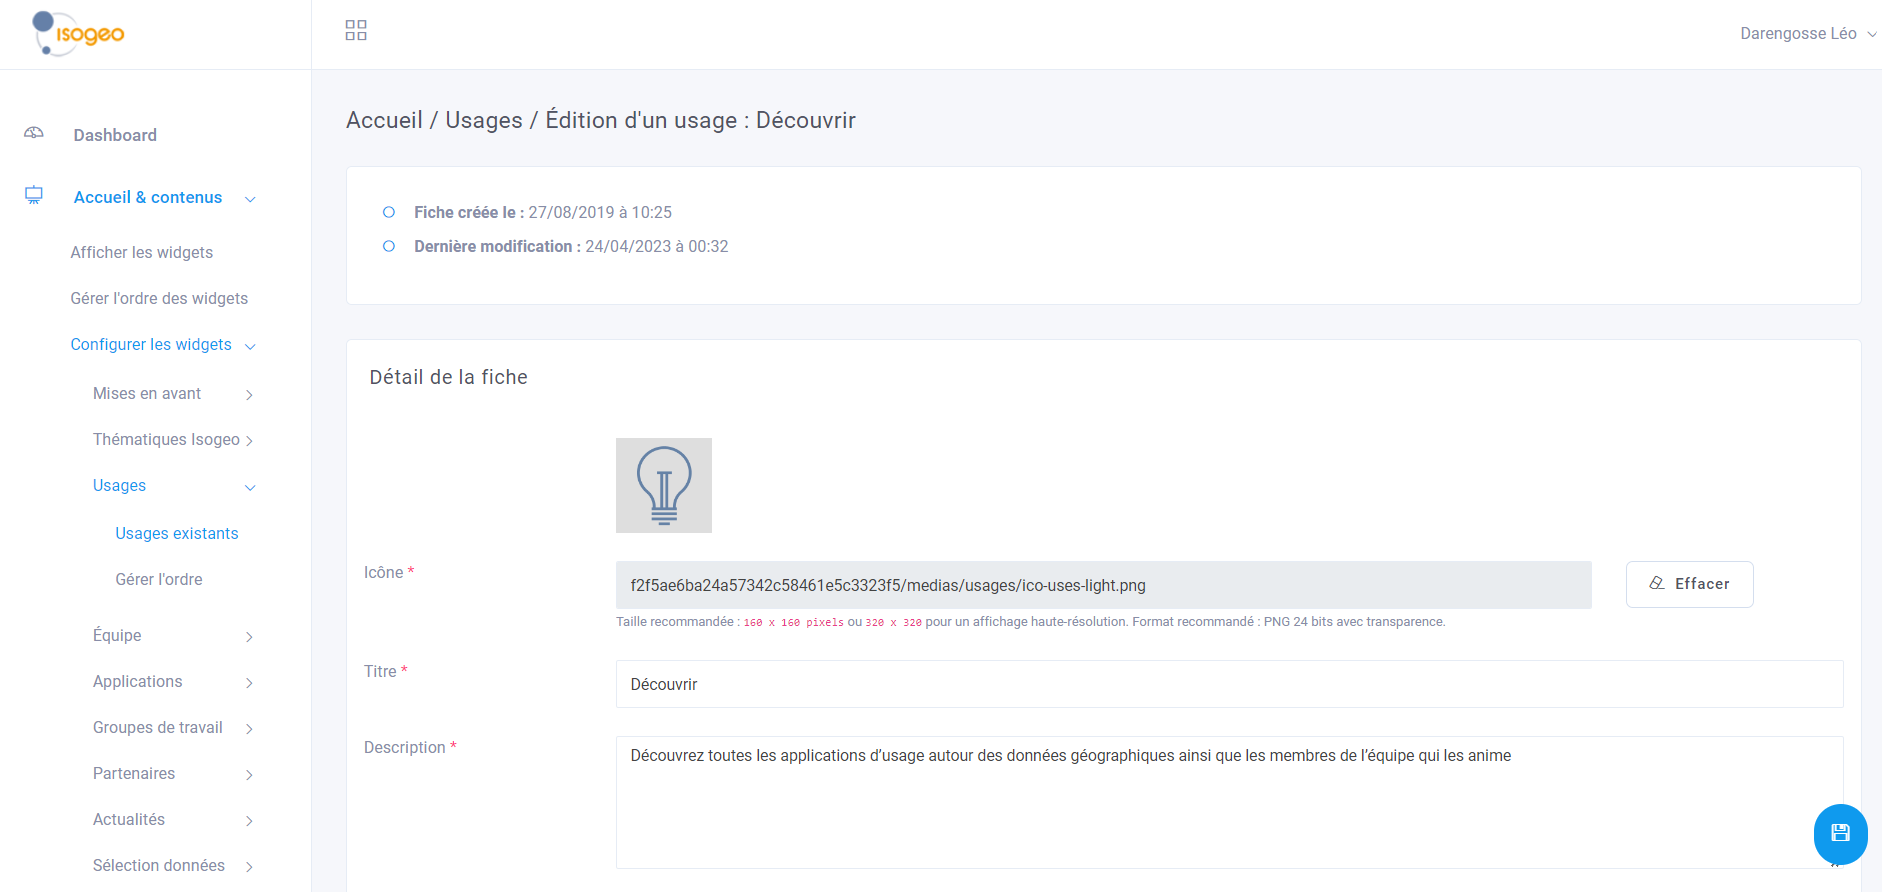 isogeo
Darengosse Léo
Dashboard
Accueil & contenus
Afficher les widgets
Gérer l'ordre des widgets
Configurer les widgets
Mises en avant
Thématiques Isogeo
Usages
Usages existants
Gérer l'ordre
Équipe
Applications
Groupes de travail
Partenaires
Actualités
Sélection données
Accueil / Usages / Édition d'un usage : Découvrir
Fiche créée le : 27/08/2019 à 10:25
Dernière modification : 24/04/2023 à 00:32
Détail de la fiche
Icône *
f2f5ae6ba24a57342c58461e5c3323f5/medias/usages/ico-uses-light.png
Effacer
Taille recommandée : 160 x 160 pixels ou 320 x 320 pour un affichage haute-résolution. Format recommandé : PNG 24 bits avec transparence.
Titre *
Découvrir
Description *
Découvrez toutes les applications d’usage autour des données géographiques ainsi que les membres de l’équipe qui les anime